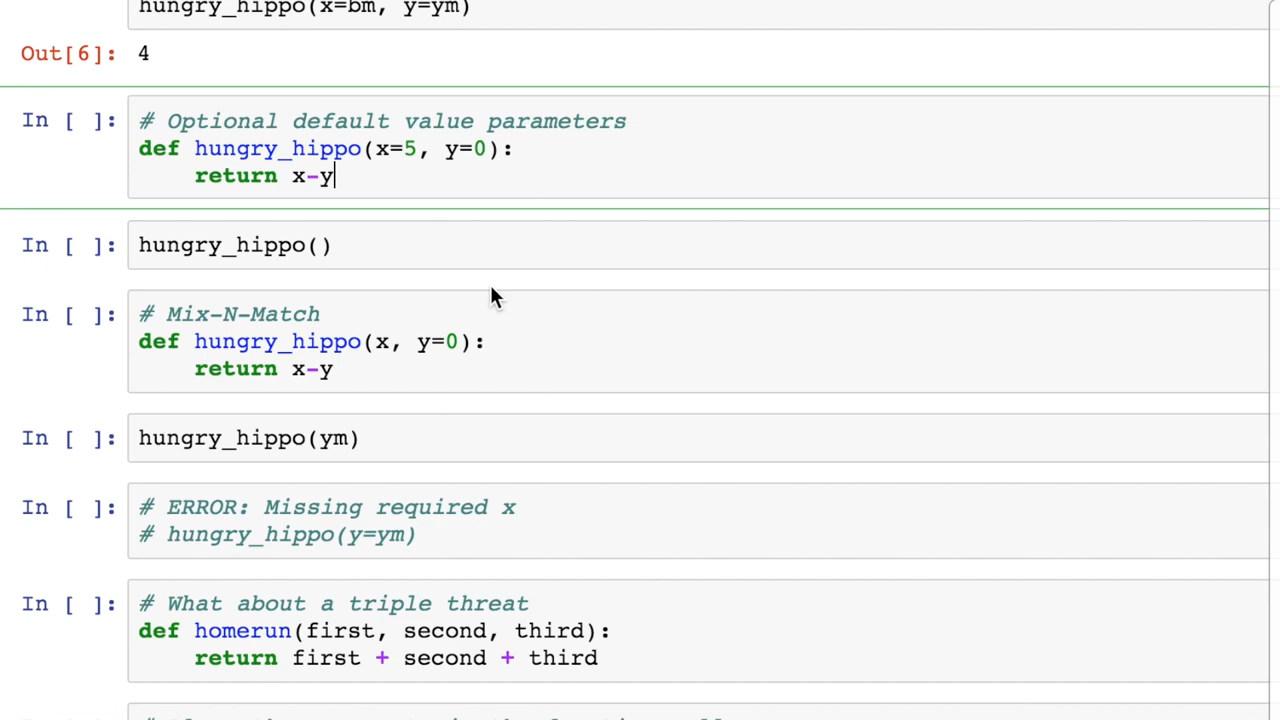 hungry_hippo(x=bm, y=ym)
Out[6]: 4
In [ ]: # Optional default value parameters
def hungry_hippo(x=5, y=0):
    return x-y
In [ ]: hungry_hippo()
In [ ]: # Mix-N-Match
def hungry_hippo(x, y=0):
    return x-y
In [ ]: hungry_hippo(ym)
In [ ]: # ERROR: Missing required x
# hungry_hippo(y=ym)
In [ ]: # What about a triple threat
def homerun(first, second, third):
    return first + second + third